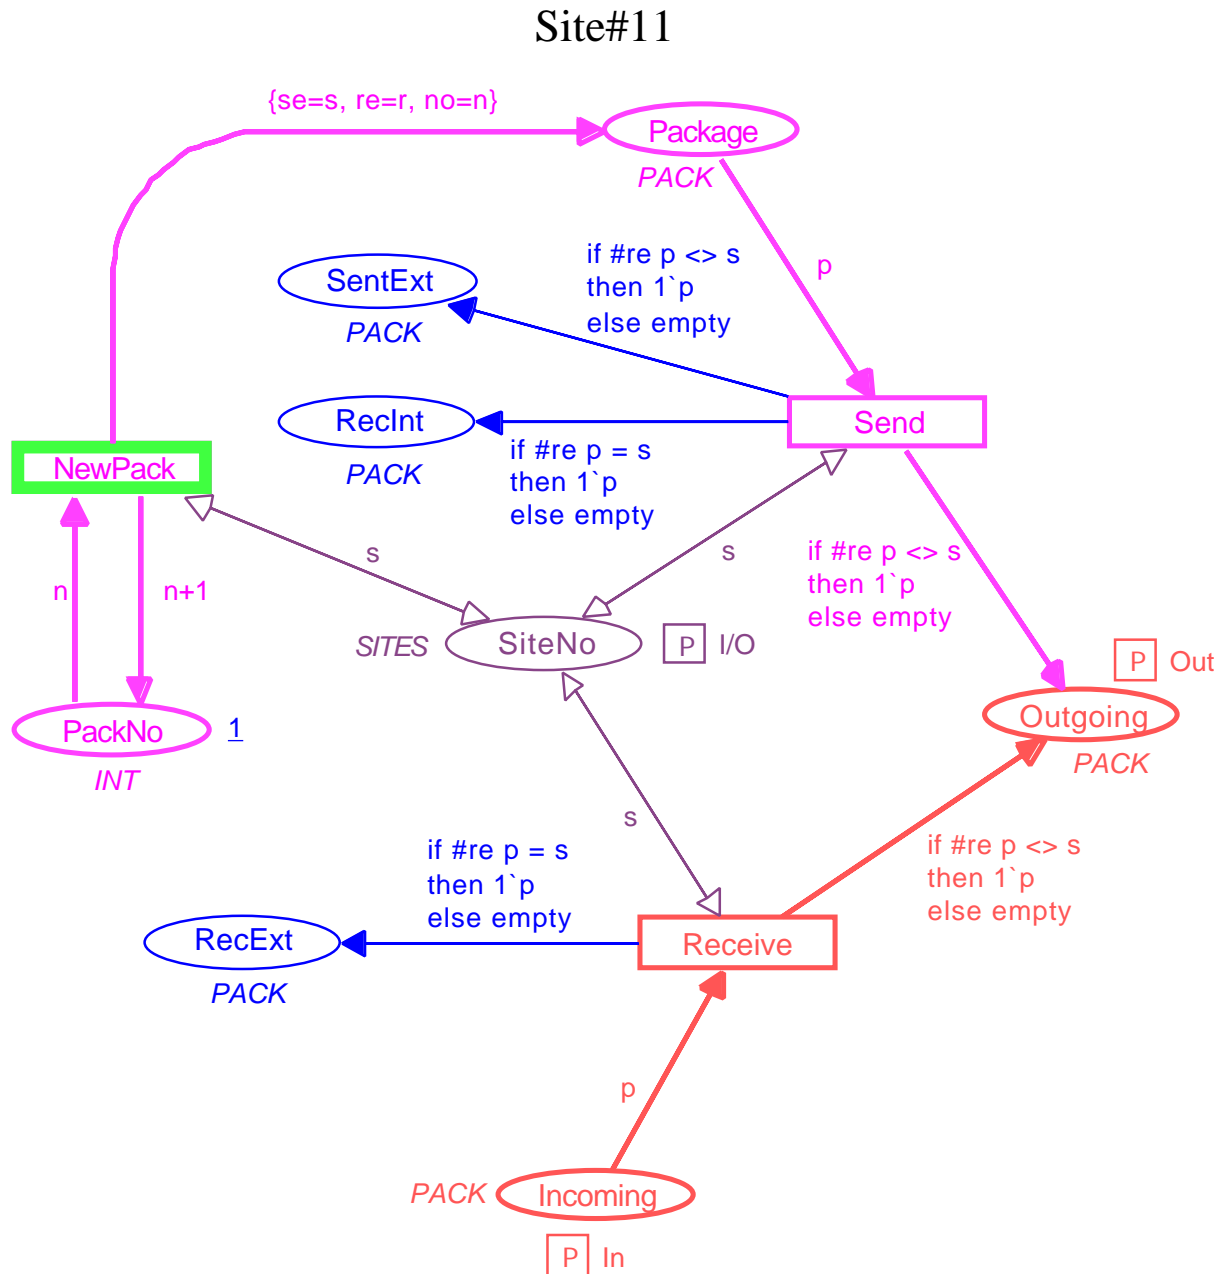 Site#11
{se=s, re=r, no=n}
Package
PACK
if #re p <> s
then 1`p
else empty
p
SentExt
PACK
RecInt
PACK
if #re p = s
then 1`p
else empty
Send
NewPack
s
s
if #re p <> s
then 1`p
else empty
n
n+1
SITES
SiteNo
P I/O
P Out
PackNo
1
INT
Outgoing
PACK
s
if #re p = s
then 1`p
else empty
if #re p <> s
then 1`p
else empty
RecExt
PACK
Receive
p
PACK
Incoming
P In